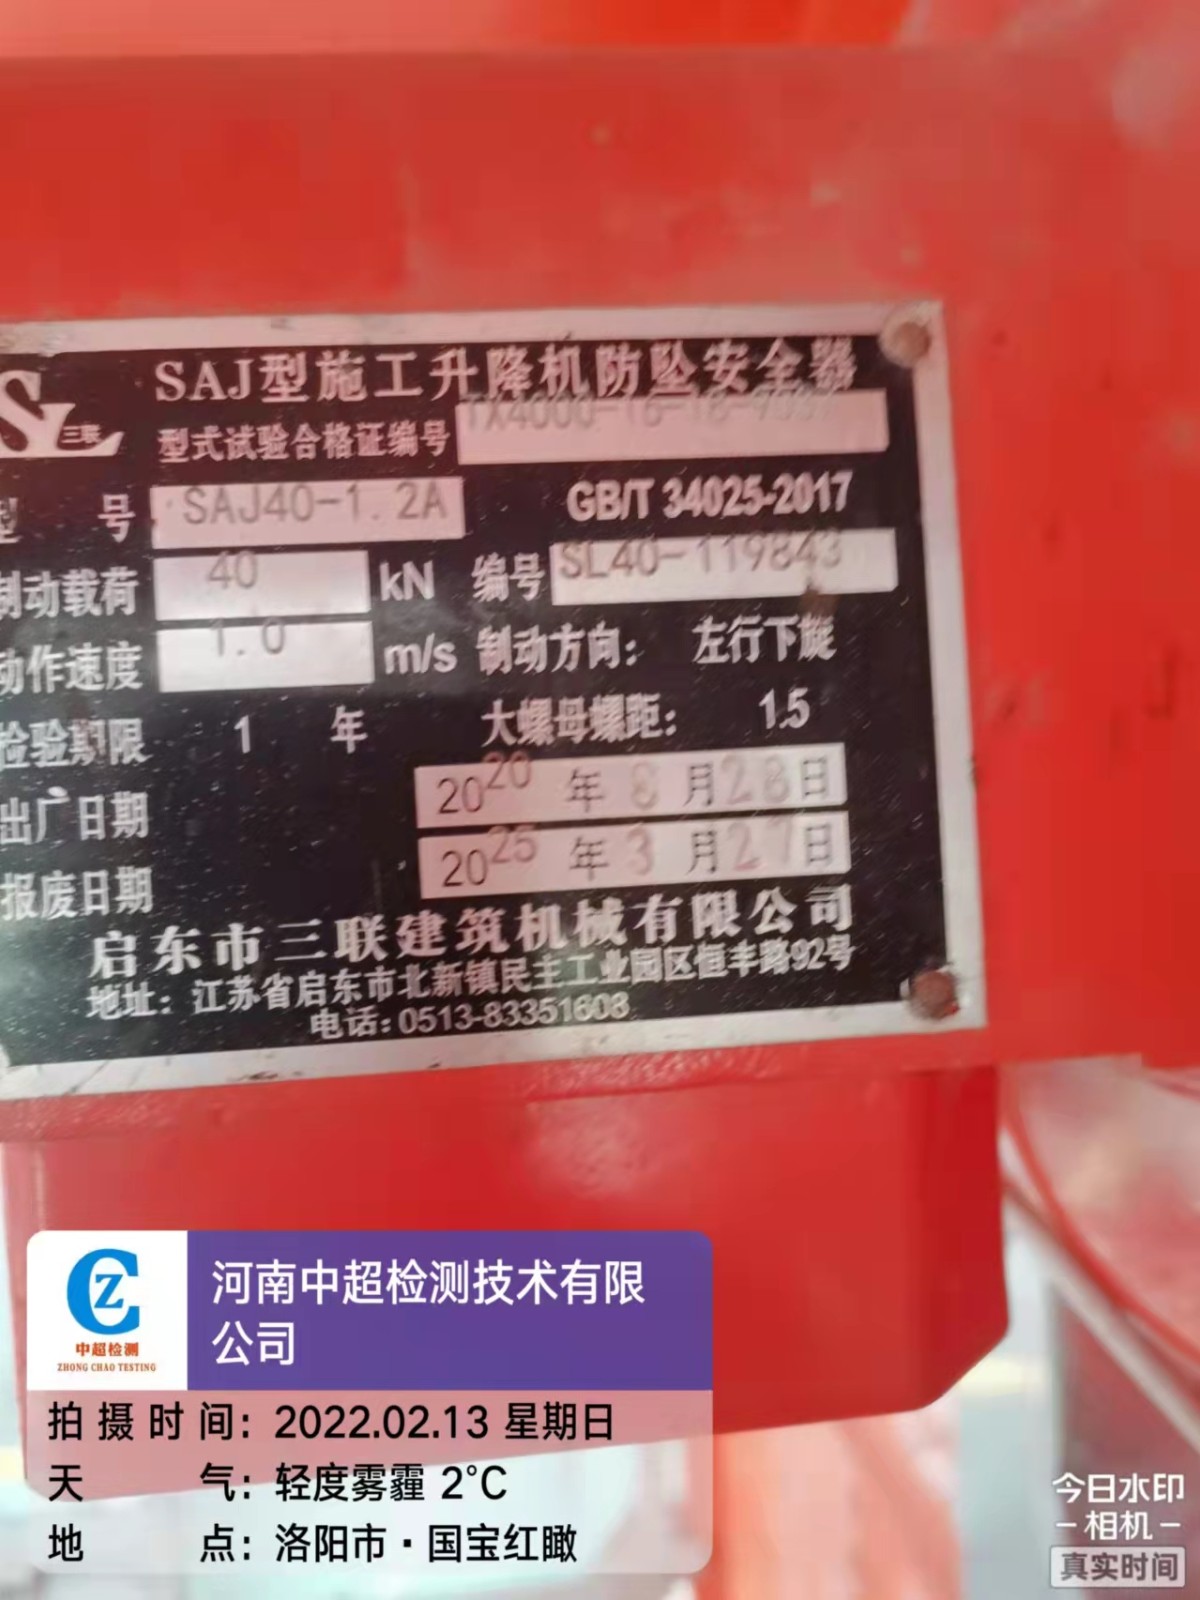 SAJ型施工升降机防坠安全器
SL 三联
型式试验合格证编号 TX4000-16-18-
型 号 SAJ40-1.2A GB/T 34025-2017
制动载荷 40 kN 编号 SL40-119843
动作速度 1.0 m/s 制动方向： 左行下旋
检验期限 1 年 大螺母螺距： 1.5
出厂日期 2020 年 8 月 28 日
报废日期 2025 年 3 月 27 日
启东市三联建筑机械有限公司
地址：江苏省启东市北新镇民主工业园区恒丰路92号
电话：0513-83351608
CZ
中超检测
ZHONG CHAO TESTING
河南中超检测技术有限
公司
拍摄时间：2022.02.13 星期日
天 气：轻度雾霾 2°C
地 点：洛阳市·国宝红瞰
今日水印
-相机-
真实时间